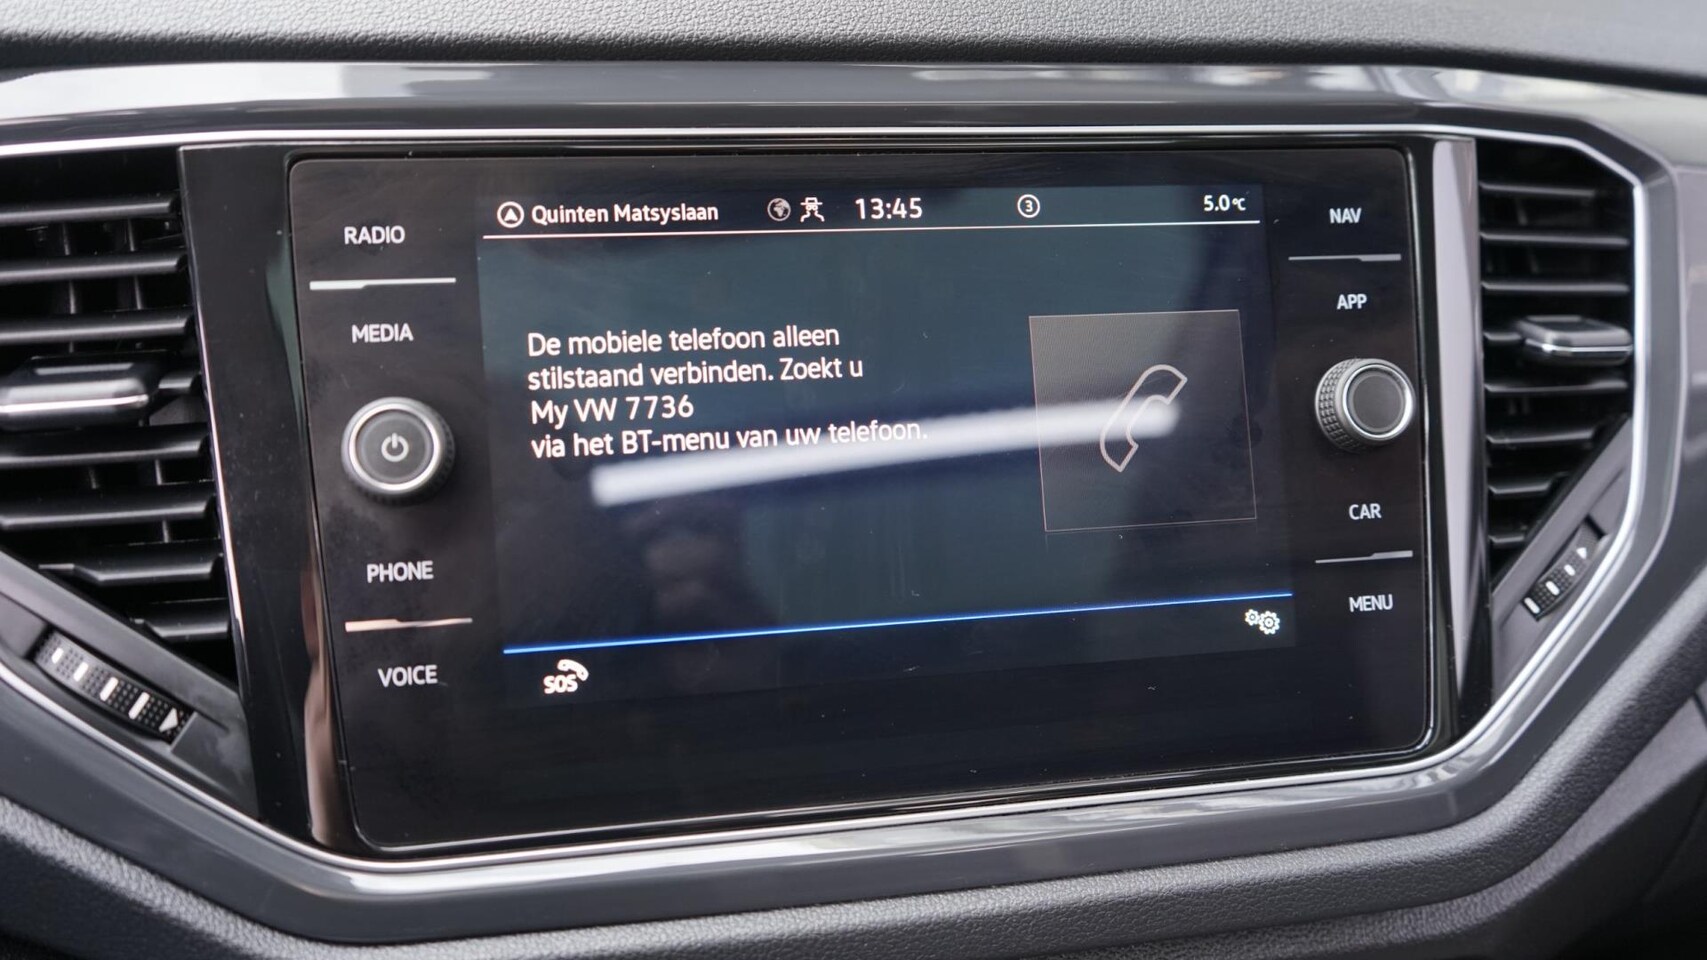 Quinten Matsyslaan 13:45 3 5.0°C
De mobiele telefoon alleen
stilstaand verbinden. Zoekt u
My VW 7736
via het BT-menu van uw telefoon.
SOS
RADIO
MEDIA
PHONE
VOICE
NAV
APP
CAR
MENU